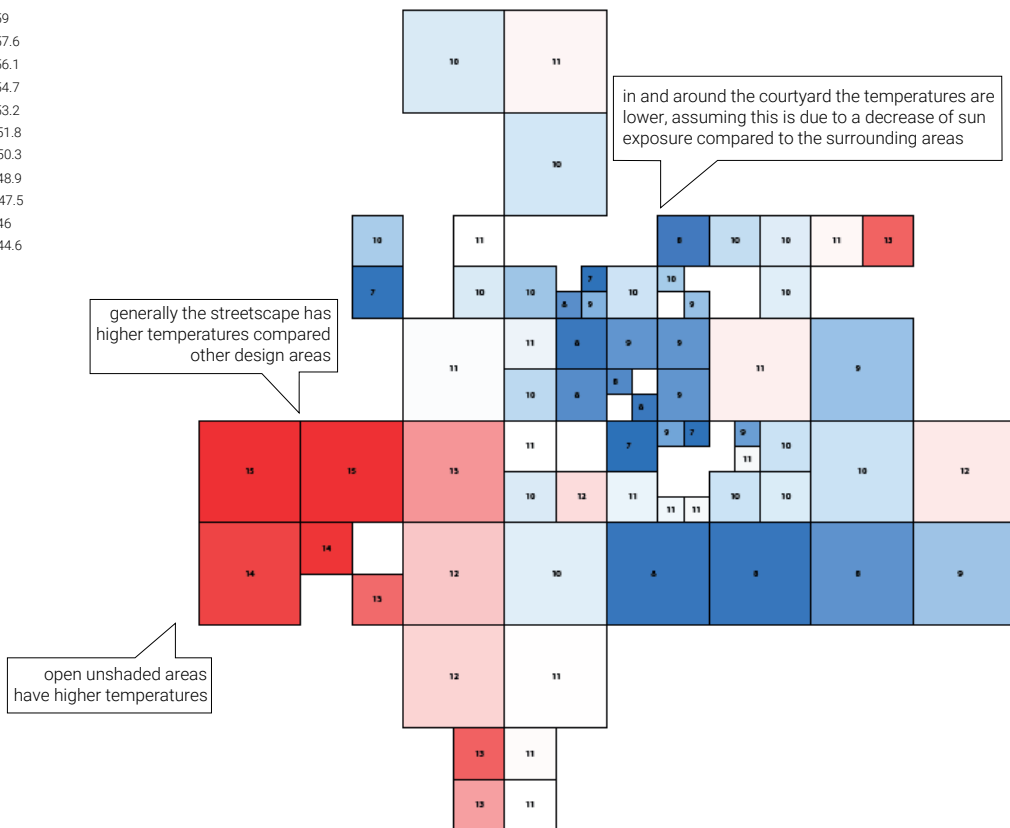 59
57.6
56.1
54.7
53.2
51.8
50.3
48.9
47.5
46
44.6
10 11
in and around the courtyard the temperatures are
lower, assuming this is due to a decrease of sun
exposure compared to the surrounding areas
10
10 11 8 10 10 11 13
7 10 10 7 10 10 10
8 9 9
generally the streetscape has
higher temperatures compared
other design areas
11 11 8 9 9 11 9
10 8 8 9
8
15 15 13 11 7 9 7 9 10 10 12
11
10 12 11 10 10
11 11
14 14 12 10 8 8 8 9
13
open unshaded areas
have higher temperatures
12 11
13 11
13 11